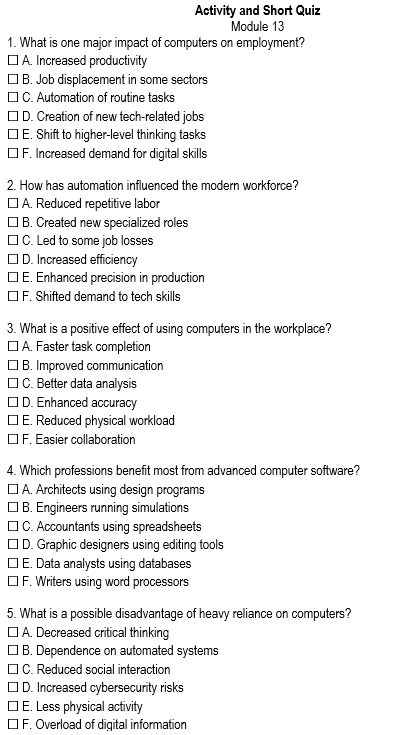 Activity and Short Quiz
Module 13
1. What is one major impact of computers on employment?
☐ A. Increased productivity
☐ B. Job displacement in some sectors
☐ C. Automation of routine tasks
☐ D. Creation of new tech-related jobs
☐ E. Shift to higher-level thinking tasks
☐ F. Increased demand for digital skills
2. How has automation influenced the modern workforce?
☐ A. Reduced repetitive labor
☐ B. Created new specialized roles
☐ C. Led to some job losses
☐ D. Increased efficiency
☐ E. Enhanced precision in production
☐ F. Shifted demand to tech skills
3. What is a positive effect of using computers in the workplace?
☐ A. Faster task completion
☐ B. Improved communication
☐ C. Better data analysis
☐ D. Enhanced accuracy
☐ E. Reduced physical workload
☐ F. Easier collaboration
4. Which professions benefit most from advanced computer software?
☐ A. Architects using design programs
☐ B. Engineers running simulations
☐ C. Accountants using spreadsheets
☐ D. Graphic designers using editing tools
☐ E. Data analysts using databases
☐ F. Writers using word processors
5. What is a possible disadvantage of heavy reliance on computers?
☐ A. Decreased critical thinking
☐ B. Dependence on automated systems
☐ C. Reduced social interaction
☐ D. Increased cybersecurity risks
☐ E. Less physical activity
☐ F. Overload of digital information